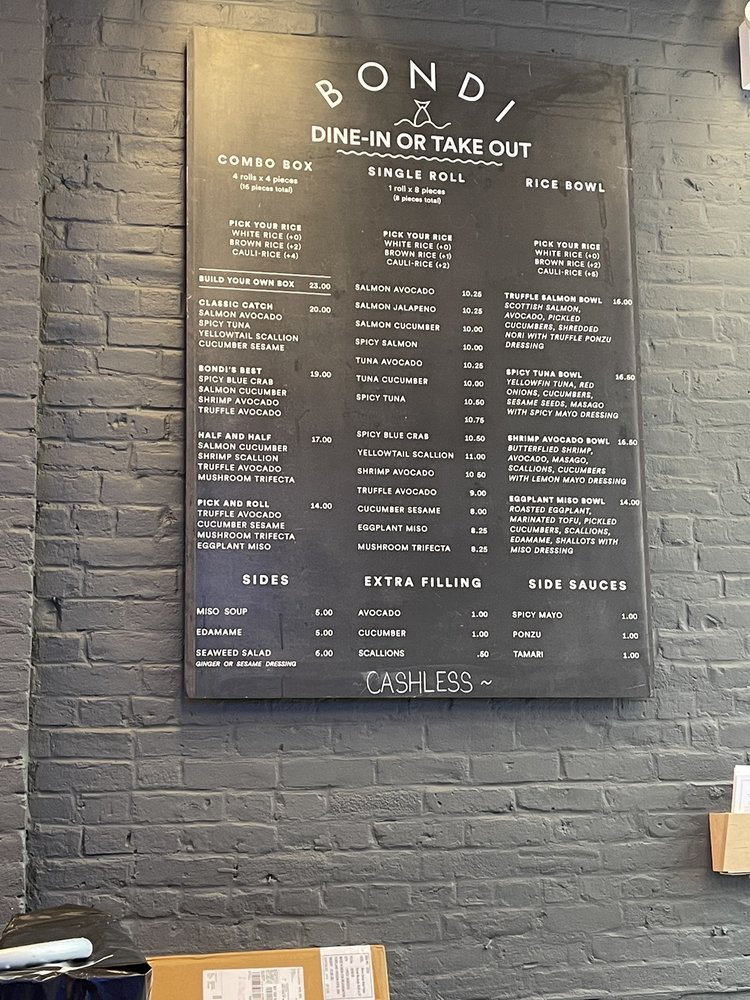 BONDI
DINE-IN OR TAKE OUT
COMBO BOX
4 rolls x 4 pieces
(16 pieces total)
PICK YOUR RICE
WHITE RICE (+0)
BROWN RICE (+2)
CAULI-RICE (+4)
BUILD YOUR OWN BOX 23.00
CLASSIC CATCH 20.00
SALMON AVOCADO
SPICY TUNA
YELLOWTAIL SCALLION
CUCUMBER SESAME
BONDI'S BEST 19.00
SPICY BLUE CRAB
SALMON CUCUMBER
SHRIMP AVOCADO
TRUFFLE AVOCADO
HALF AND HALF 17.00
SALMON CUCUMBER
SHRIMP SCALLION
TRUFFLE AVOCADO
MUSHROOM TRIFECTA
PICK AND ROLL 14.00
TRUFFLE AVOCADO
CUCUMBER SESAME
MUSHROOM TRIFECTA
EGGPLANT MISO
SINGLE ROLL
1 roll x 8 pieces
(8 pieces total)
PICK YOUR RICE
WHITE RICE (+0)
BROWN RICE (+1)
CAULI-RICE (+2)
SALMON AVOCADO 10.25
SALMON JALAPENO 10.25
SALMON CUCUMBER 10.00
SPICY SALMON 10.00
TUNA AVOCADO 10.25
TUNA CUCUMBER 10.00
SPICY TUNA 10.50
10.75
SPICY BLUE CRAB 10.50
YELLOWTAIL SCALLION 11.00
SHRIMP AVOCADO 10 50
TRUFFLE AVOCADO 9.00
CUCUMBER SESAME 8.00
EGGPLANT MISO 8.25
MUSHROOM TRIFECTA 8.25
RICE BOWL
PICK YOUR RICE
WHITE RICE (+0)
BROWN RICE (+2)
CAULI-RICE (+5)
TRUFFLE SALMON BOWL 15.00
SCOTTISH SALMON,
AVOCADO, PICKLED
CUCUMBERS, SHREDDED
NORI WITH TRUFFLE PONZU
DRESSING
SPICY TUNA BOWL 16.50
YELLOWFIN TUNA, RED
ONIONS, CUCUMBERS,
SESAME SEEDS, MASAGO
WITH SPICY MAYO DRESSING
SHRIMP AVOCADO BOWL 15.50
BUTTERFLIED SHRIMP,
AVOCADO, MASAGO,
SCALLIONS, CUCUMBERS
WITH LEMON MAYO DRESSING
EGGPLANT MISO BOWL 14.00
ROASTED EGGPLANT,
MARINATED TOFU, PICKLED
CUCUMBERS, SCALLIONS,
EDAMAME, SHALLOTS WITH
MISO DRESSING
SIDES
MISO SOUP 5.00
EDAMAME 5.00
SEAWEED SALAD 6.00
GINGER OR SESAME DRESSING
EXTRA FILLING
AVOCADO 1.00
CUCUMBER 1.00
SCALLIONS .50
SIDE SAUCES
SPICY MAYO 1.00
PONZU 1.00
TAMARI 1.00
CASHLESS ~